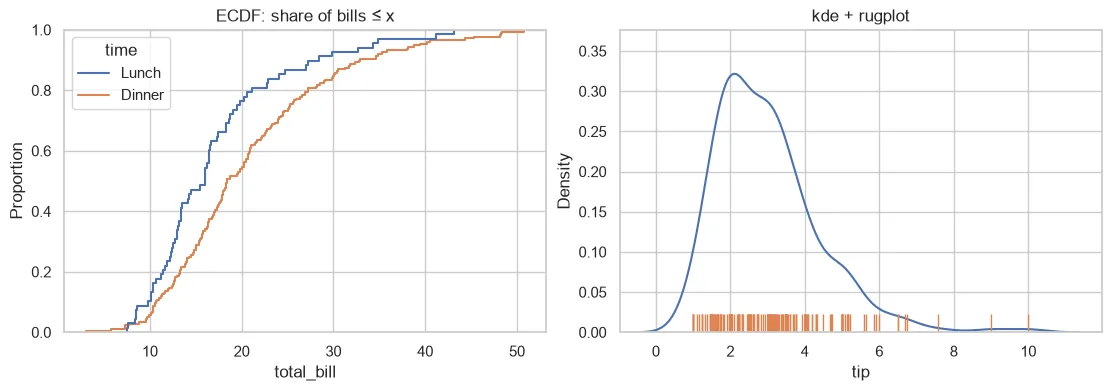 ECDF: share of bills ≤ x
1.0
0.8
0.6
0.4
0.2
0.0
Proportion
time
Lunch
Dinner
10
20
30
40
50
total_bill
kde + rugplot
0.35
0.30
0.25
0.20
0.15
0.10
0.05
0.00
Density
0
2
4
6
8
10
tip